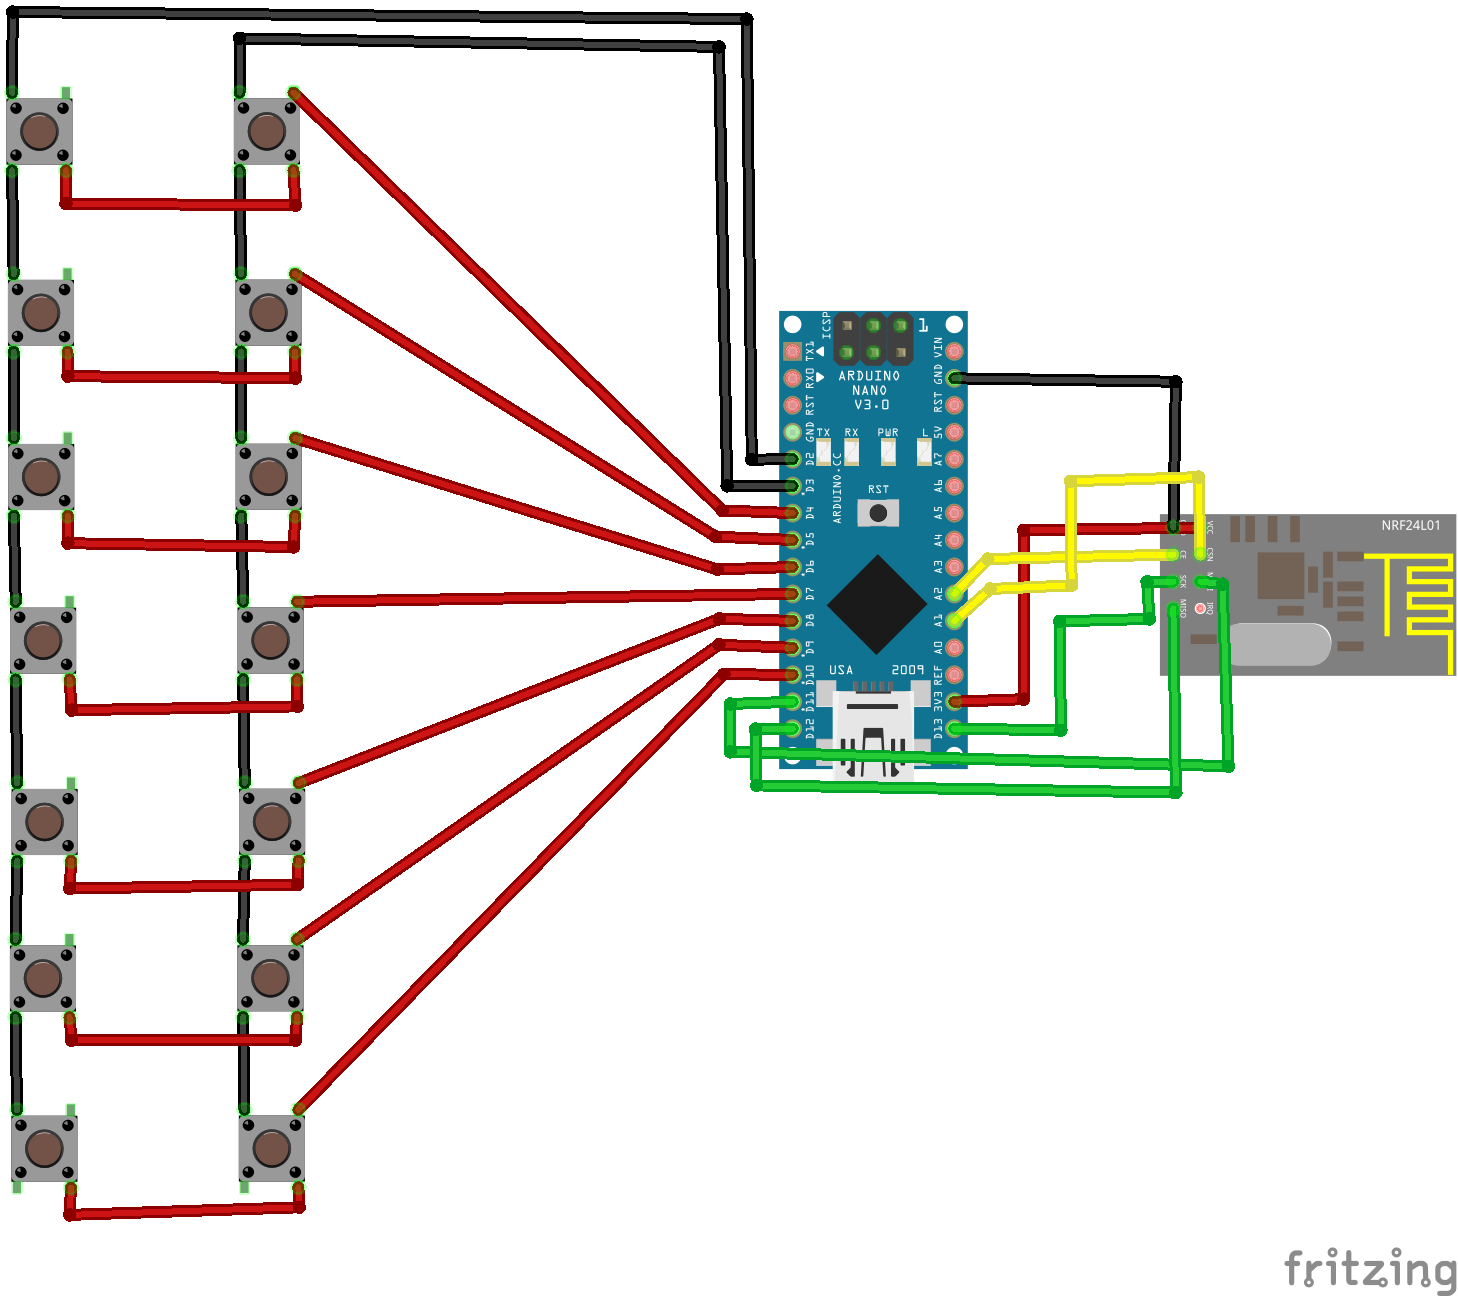 ICSP
1
TX1
RX0
RST
GND
D2
D3
D4
D5
D6
D7
D8
D9
D10
D11
D12
VIN
GND
RST
5V
A7
A6
A5
A4
A3
A2
A1
A0
REF
3V3
D13
ARDUINO
NANO
V3.0
TX RX PWR L
ARDUINO.CC
RST
USA 2009
NRF24L01
VCC
CE
CSN
SCK
MISO
IRQ
fritzing